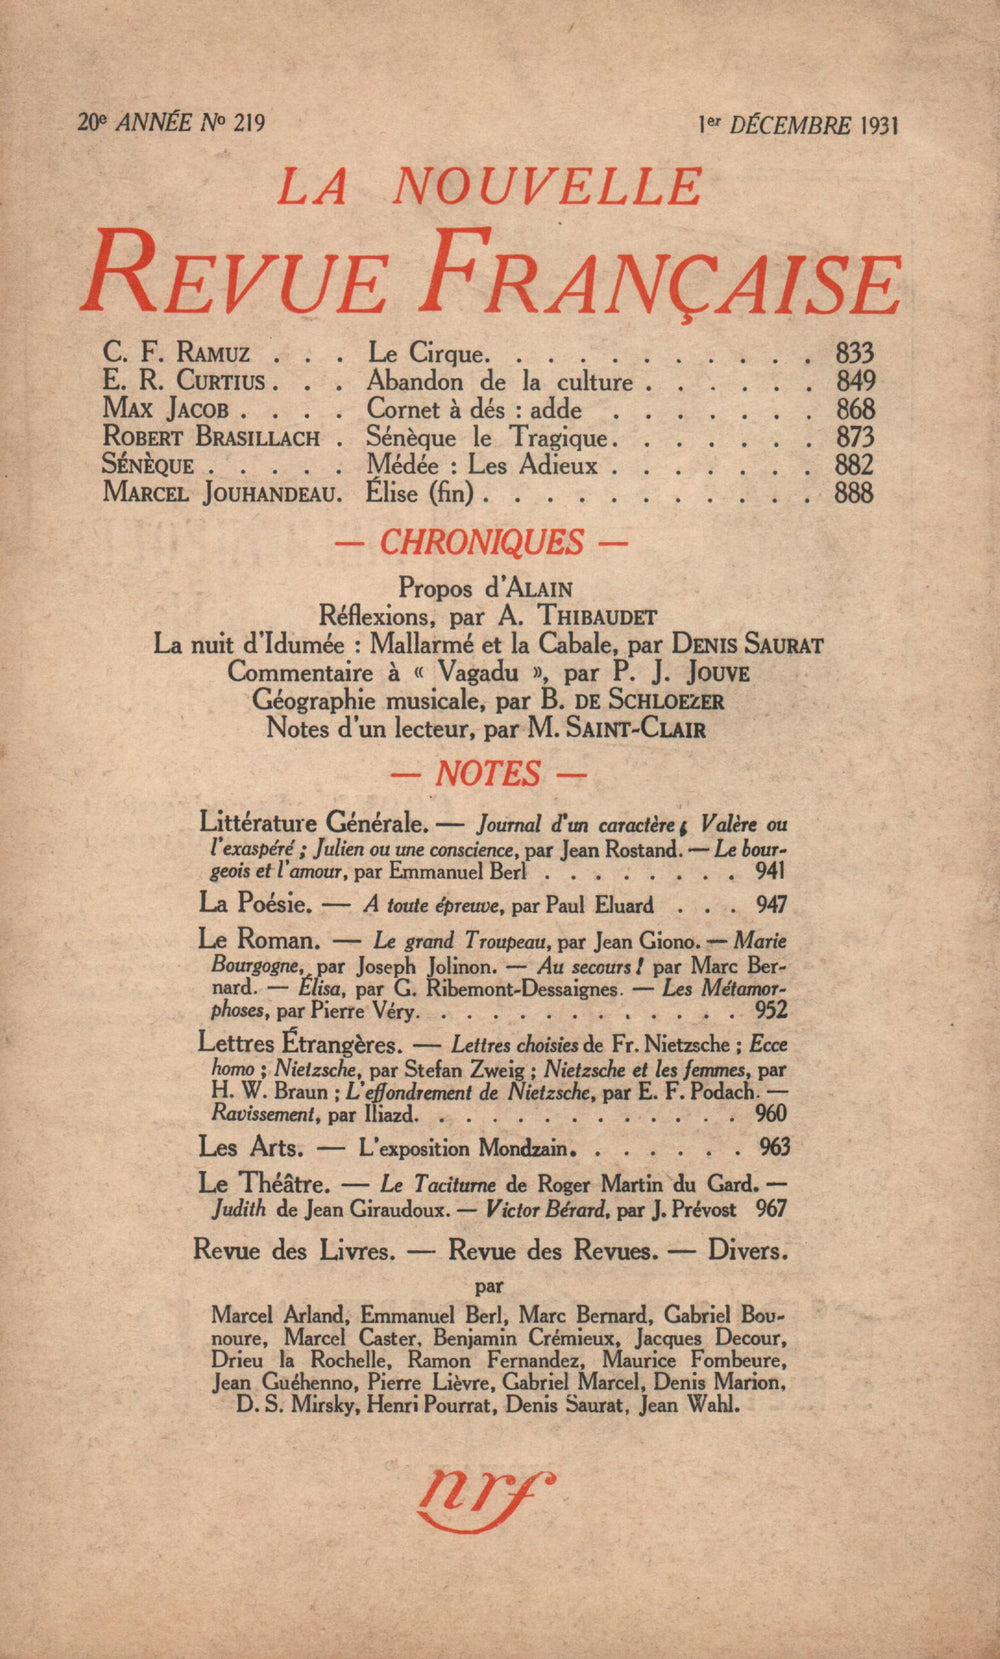 20e ANNÉE No 219
1er DÉCEMBRE 1931
LA NOUVELLE
REVUE FRANÇAISE
C. F. RAMUZ . . . Le Cirque. . . . . . . . . . . . 833
E. R. CURTIUS . . . Abandon de la culture . . . . . . 849
MAX JACOB . . . . Cornet à dés : adde . . . . . . . 868
ROBERT BRASILLACH . Sénèque le Tragique. . . . . . . 873
SÉNÈQUE . . . . . Médée : Les Adieux . . . . . . . 882
MARCEL JOUHANDEAU. Élise (fin) . . . . . . . . . . . . 888
— CHRONIQUES —
Propos d'ALAIN
Réflexions, par A. THIBAUDET
La nuit d'Idumée : Mallarmé et la Cabale, par DENIS SAURAT
Commentaire à « Vagadu », par P. J. JOUVE
Géographie musicale, par B. DE SCHLOEZER
Notes d'un lecteur, par M. SAINT-CLAIR
— NOTES —
Littérature Générale. — Journal d'un caractère ; Valère ou
l'exaspéré ; Julien ou une conscience, par Jean Rostand. — Le bour-
geois et l'amour, par Emmanuel Berl . . . . . . . . 941
La Poésie. — A toute épreuve, par Paul Eluard . . . 947
Le Roman. — Le grand Troupeau, par Jean Giono. — Marie
Bourgogne, par Joseph Jolinon. — Au secours ! par Marc Ber-
nard. — Élisa, par G. Ribemont-Dessaignes. — Les Métamor-
phoses, par Pierre Véry. . . . . . . . . . . . . 952
Lettres Étrangères. — Lettres choisies de Fr. Nietzsche ; Ecce
homo ; Nietzsche, par Stefan Zweig ; Nietzsche et les femmes, par
H. W. Braun ; L'effondrement de Nietzsche, par E. F. Podach. —
Ravissement, par Iliazd. . . . . . . . . . . . . 960
Les Arts. — L'exposition Mondzain. . . . . . . 963
Le Théâtre. — Le Taciturne de Roger Martin du Gard. —
Judith de Jean Giraudoux. — Victor Bérard, par J. Prévost 967
Revue des Livres. — Revue des Revues. — Divers.
par
Marcel Arland, Emmanuel Berl, Marc Bernard, Gabriel Bou-
noure, Marcel Caster, Benjamin Crémieux, Jacques Decour,
Drieu la Rochelle, Ramon Fernandez, Maurice Fombeure,
Jean Guéhenno, Pierre Lièvre, Gabriel Marcel, Denis Marion,
D. S. Mirsky, Henri Pourrat, Denis Saurat, Jean Wahl.
nrf